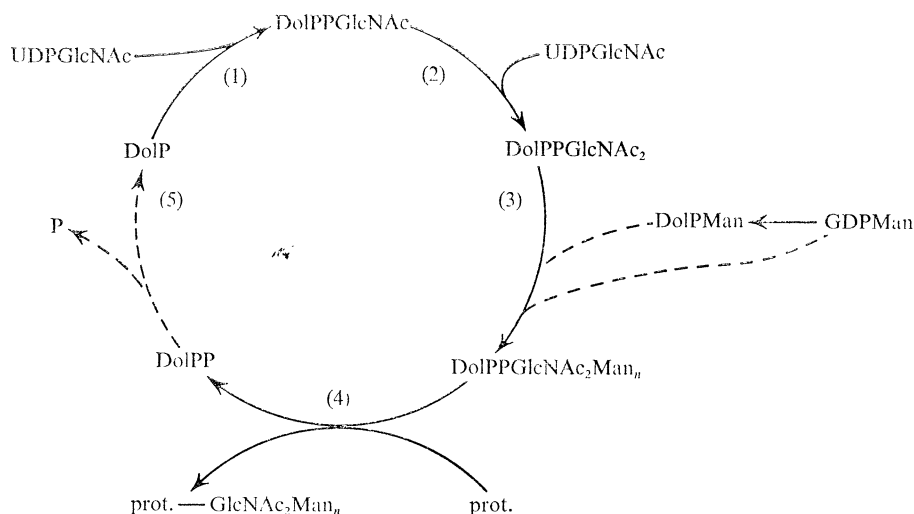 DolPPGlcNAc
UDPGlcNAc
UDPGlcNAc
(1)
(2)
DolP
DolPPGlcNAc₂
(5)
(3)
P
DolPMan
GDPMan
DolPP
DolPPGlcNAc₂Manₙ
(4)
prot. — GlcNAc₂Manₙ
prot.